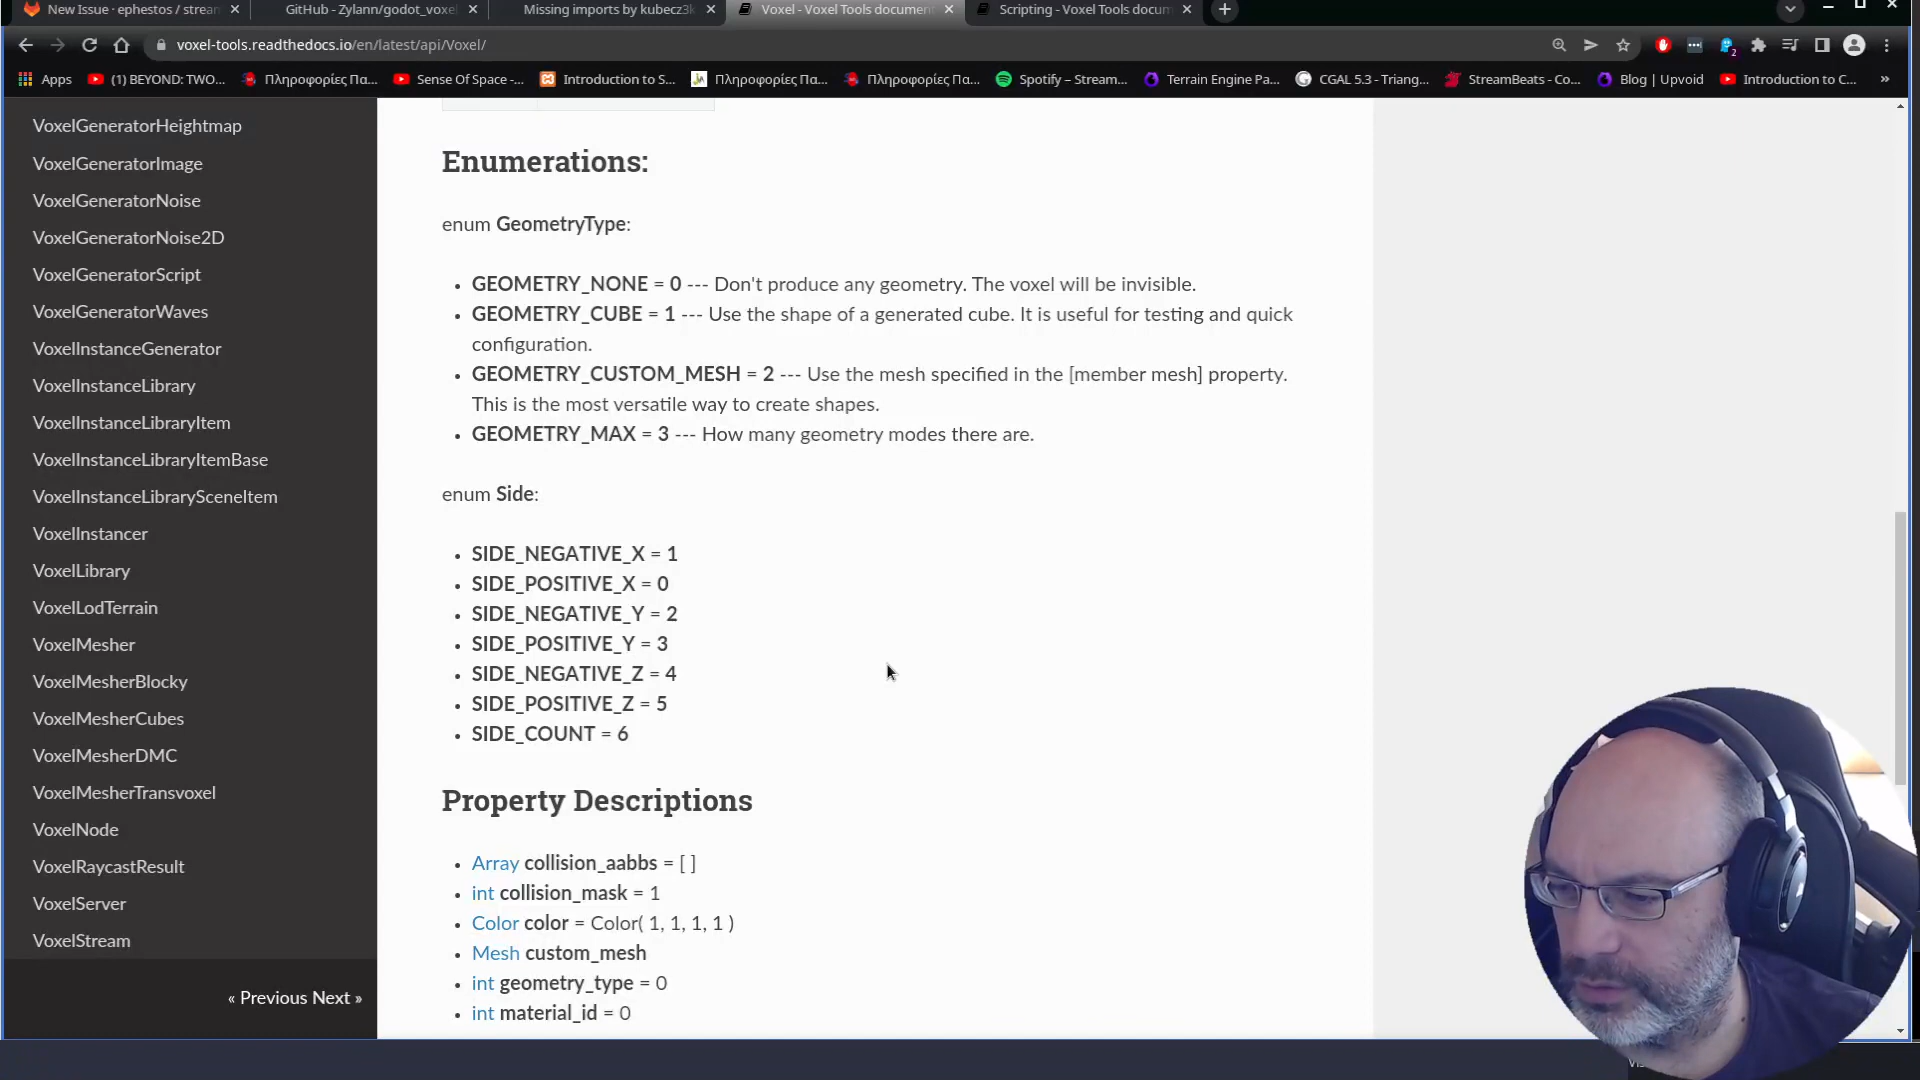 New Issue · ephestos / strean
GitHub - Zylann/godot_voxel
Missing imports by kubecz3k
Voxel - Voxel Tools document
Scripting - Voxel Tools docum
voxel-tools.readthedocs.io/en/latest/api/Voxel/
2
Apps
(1) BEYOND: TWO...
Πληροφορίες Πα...
Sense Of Space -...
Introduction to S...
Πληροφορίες Πα...
Πληροφορίες Πα...
Spotify – Stream...
Terrain Engine Pa...
CGAL 5.3 - Triang...
StreamBeats - Co...
Blog | Upvoid
Introduction to C...
»
VoxelGeneratorHeightmap
VoxelGeneratorImage
VoxelGeneratorNoise
VoxelGeneratorNoise2D
VoxelGeneratorScript
VoxelGeneratorWaves
VoxelInstanceGenerator
VoxelInstanceLibrary
VoxelInstanceLibraryItem
VoxelInstanceLibraryItemBase
VoxelInstanceLibrarySceneItem
VoxelInstancer
VoxelLibrary
VoxelLodTerrain
VoxelMesher
VoxelMesherBlocky
VoxelMesherCubes
VoxelMesherDMC
VoxelMesherTransvoxel
VoxelNode
VoxelRaycastResult
VoxelServer
VoxelStream
« Previous Next »
Enumerations:
enum GeometryType:
• GEOMETRY_NONE = 0 --- Don't produce any geometry. The voxel will be invisible.
• GEOMETRY_CUBE = 1 --- Use the shape of a generated cube. It is useful for testing and quick
configuration.
• GEOMETRY_CUSTOM_MESH = 2 --- Use the mesh specified in the [member mesh] property.
This is the most versatile way to create shapes.
• GEOMETRY_MAX = 3 --- How many geometry modes there are.
enum Side:
• SIDE_NEGATIVE_X = 1
• SIDE_POSITIVE_X = 0
• SIDE_NEGATIVE_Y = 2
• SIDE_POSITIVE_Y = 3
• SIDE_NEGATIVE_Z = 4
• SIDE_POSITIVE_Z = 5
• SIDE_COUNT = 6
Property Descriptions
• Array collision_aabbs = [ ]
• int collision_mask = 1
• Color color = Color( 1, 1, 1, 1 )
• Mesh custom_mesh
• int geometry_type = 0
• int material_id = 0